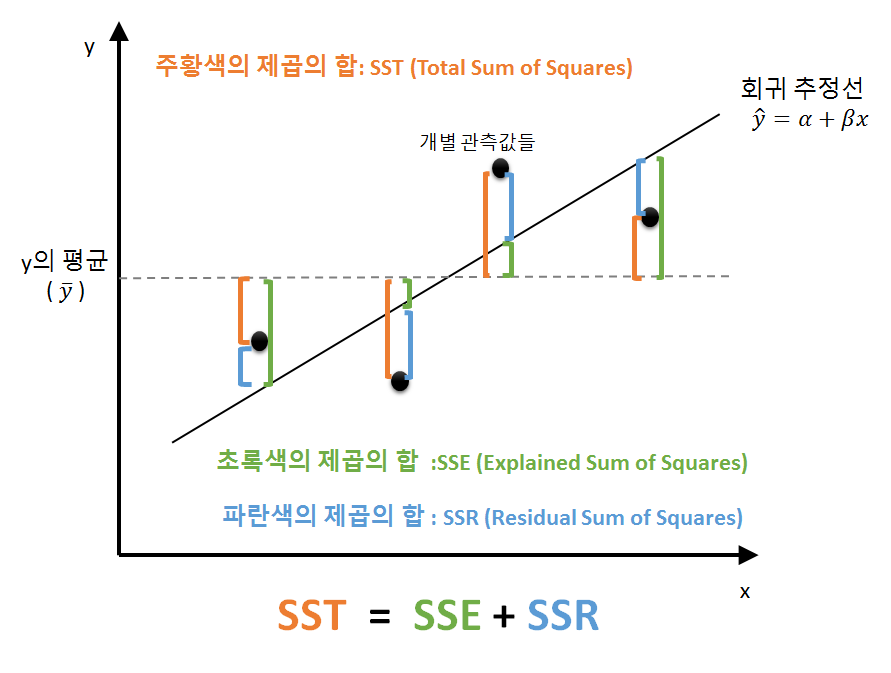 y
주황색의 제곱의 합: SST (Total Sum of Squares)
회귀 추정선
ŷ = α + βx
개별 관측값들
y의 평균
( ȳ )
초록색의 제곱의 합 :SSE (Explained Sum of Squares)
파란색의 제곱의 합 : SSR (Residual Sum of Squares)
x
SST = SSE + SSR